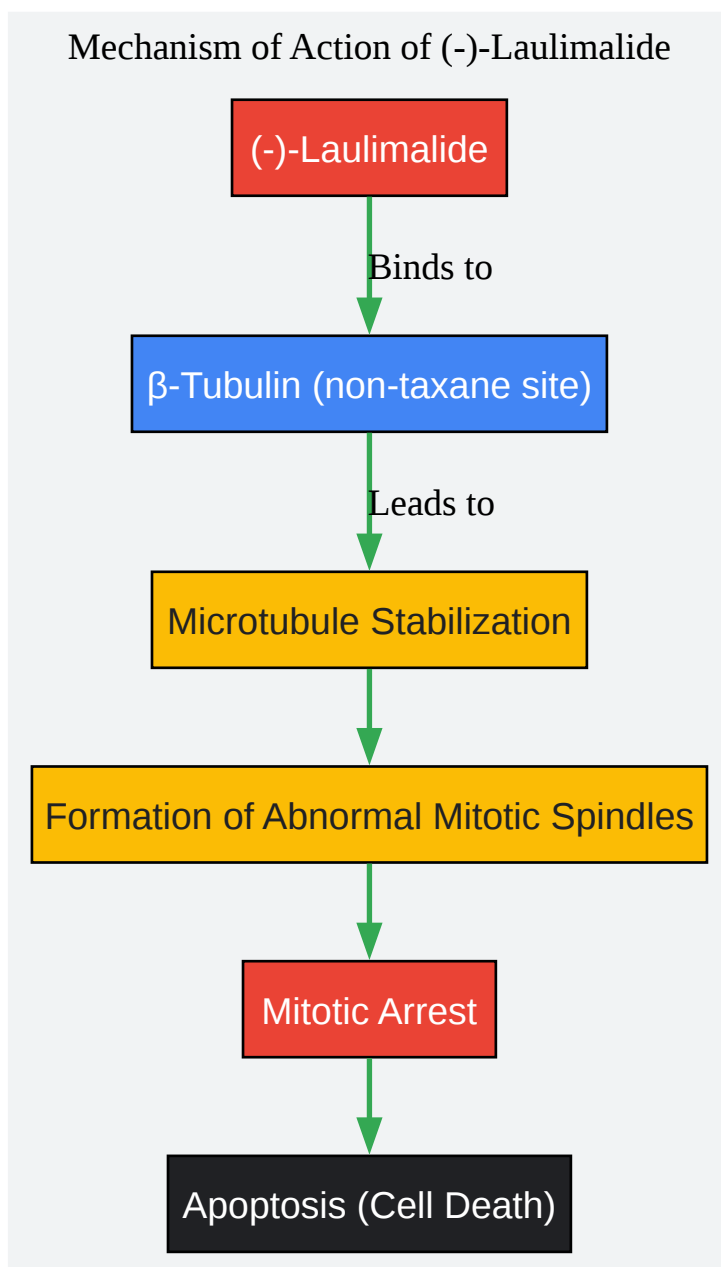 Mechanism of Action of (-)-Laulimalide
(-)-Laulimalide
Binds to
β-Tubulin (non-taxane site)
Leads to
Microtubule Stabilization
Formation of Abnormal Mitotic Spindles
Mitotic Arrest
Apoptosis (Cell Death)